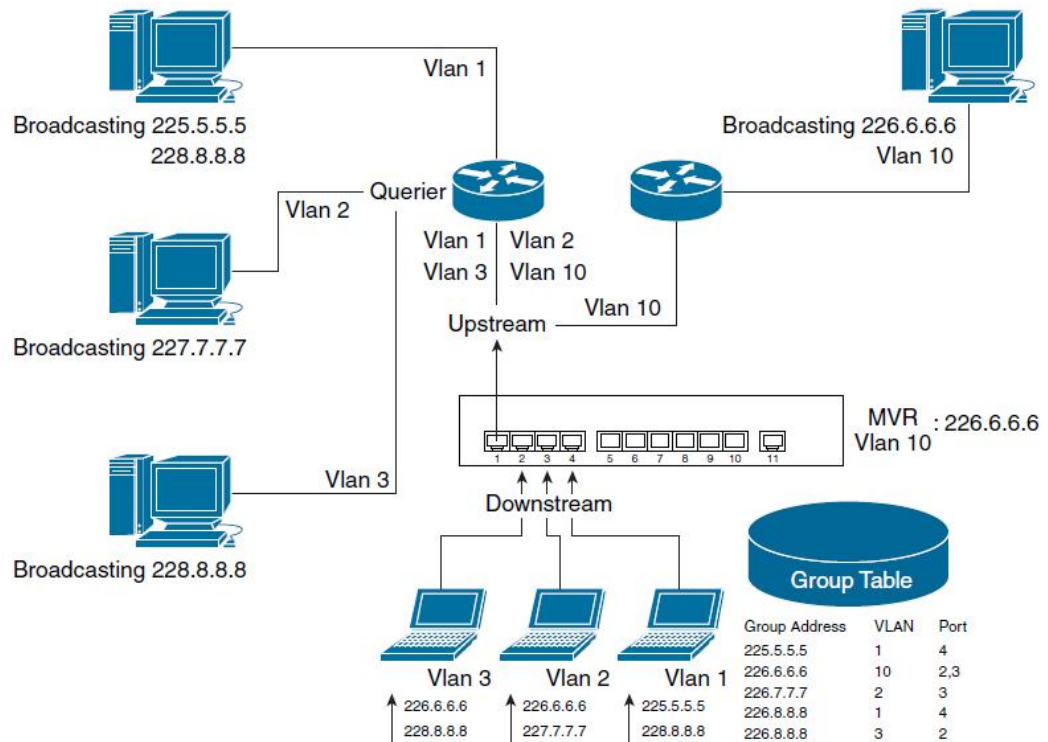 Vlan 1
Broadcasting 225.5.5.5
228.8.8.8
Broadcasting 226.6.6.6
Vlan 10
Querier
Vlan 2
Vlan 1 Vlan 2
Vlan 3 Vlan 10
Vlan 10
Upstream
Broadcasting 227.7.7.7
MVR : 226.6.6.6
Vlan 10
1 2 3 4 5 6 7 8 9 10 11
Vlan 3
Downstream
Broadcasting 228.8.8.8
Group Table
Group Address VLAN Port
225.5.5.5 1 4
226.6.6.6 10 2,3
226.7.7.7 2 3
226.8.8.8 1 4
226.8.8.8 3 2
Vlan 3
226.6.6.6
228.8.8.8
Vlan 2
226.6.6.6
227.7.7.7
Vlan 1
225.5.5.5
228.8.8.8